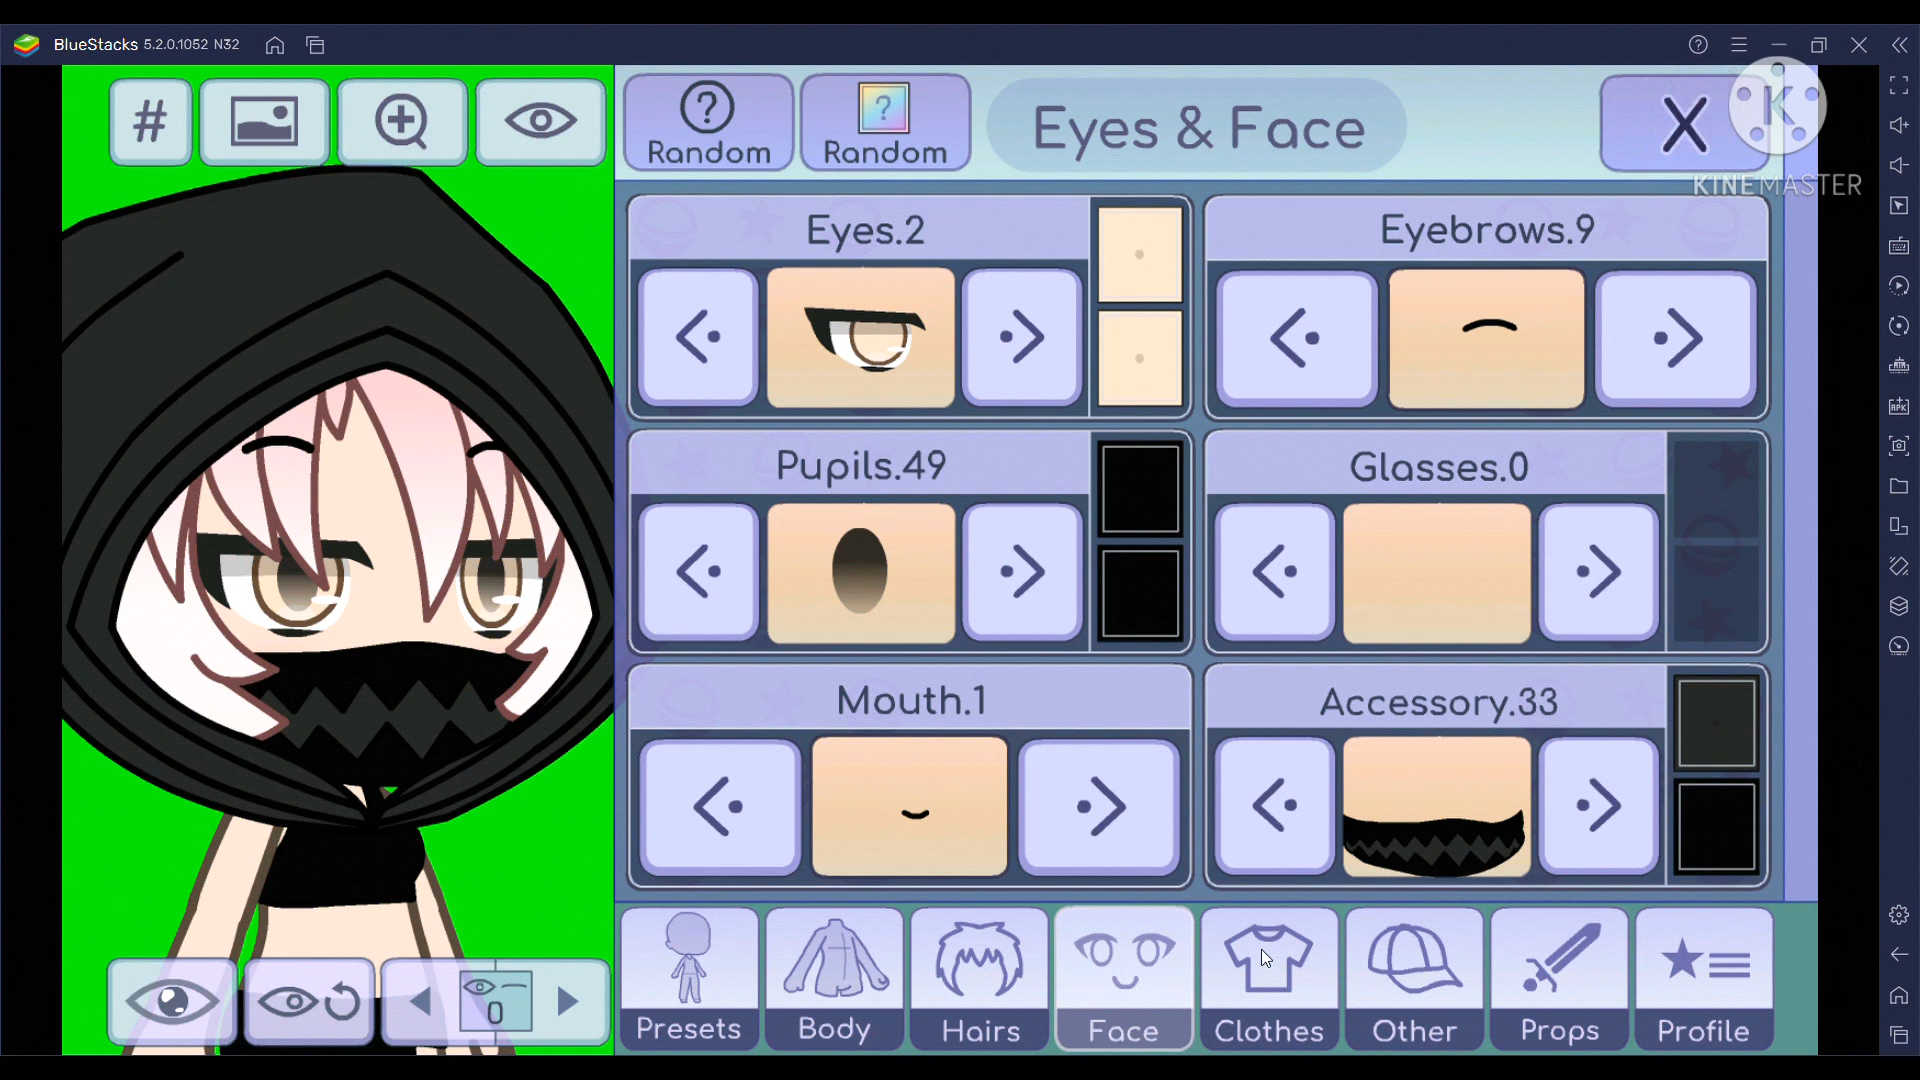 BlueStacks 5.2.0.1052 N32
#
? Random
? Random
Eyes & Face
X
K
KINEMASTER
Eyes.2
Eyebrows.9
Pupils.49
Glasses.0
Mouth.1
Accessory.33
0
Presets
Body
Hairs
Face
Clothes
Other
Props
Profile